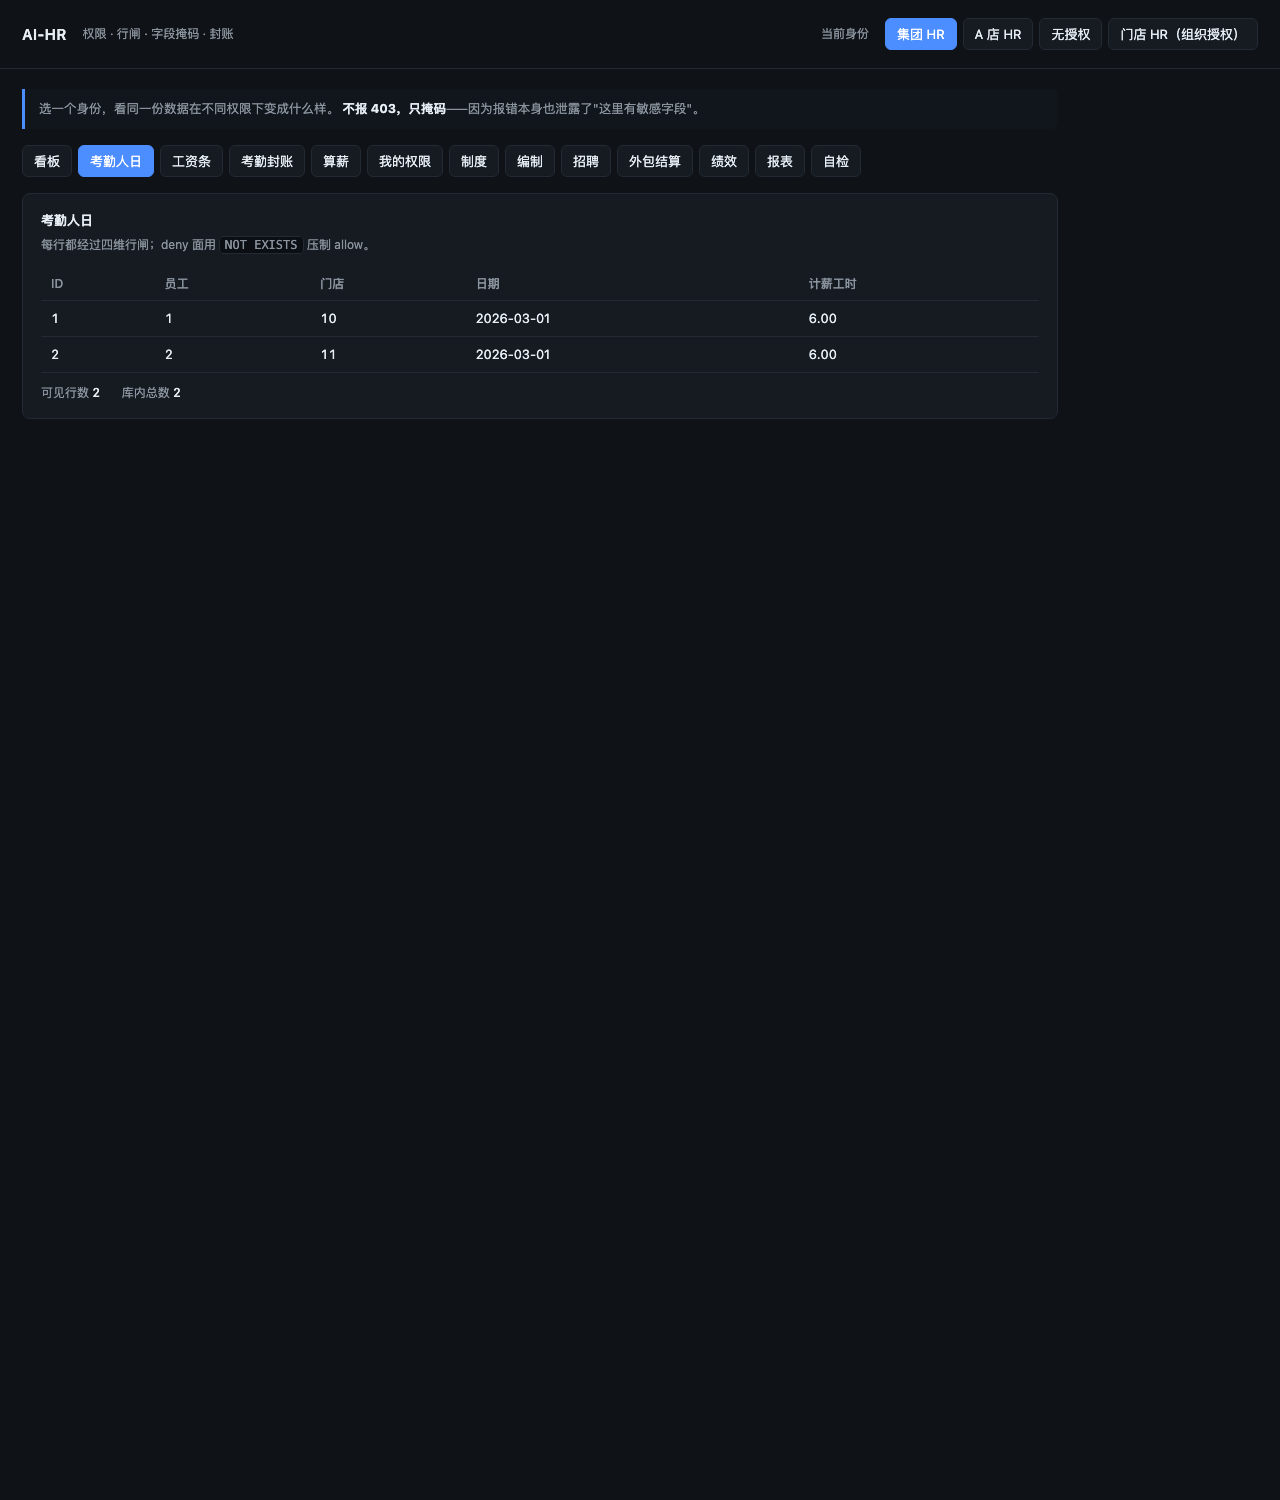 AI-HR 权限 · 行闸 · 字段掩码 · 封账 当前身份 集团 HR A 店 HR 无授权 门店 HR（组织授权）
选一个身份，看同一份数据在不同权限下变成什么样。 不报 403，只掩码——因为报错本身也泄露了"这里有敏感字段"。
看板 考勤人日 工资条 考勤封账 算薪 我的权限 制度 编制 招聘 外包结算 绩效 报表 自检
考勤人日
每行都经过四维行闸；deny 面用 NOT EXISTS 压制 allow。
ID 员工 门店 日期 计薪工时
1 1 10 2026-03-01 6.00
2 2 11 2026-03-01 6.00
可见行数 2 库内总数 2